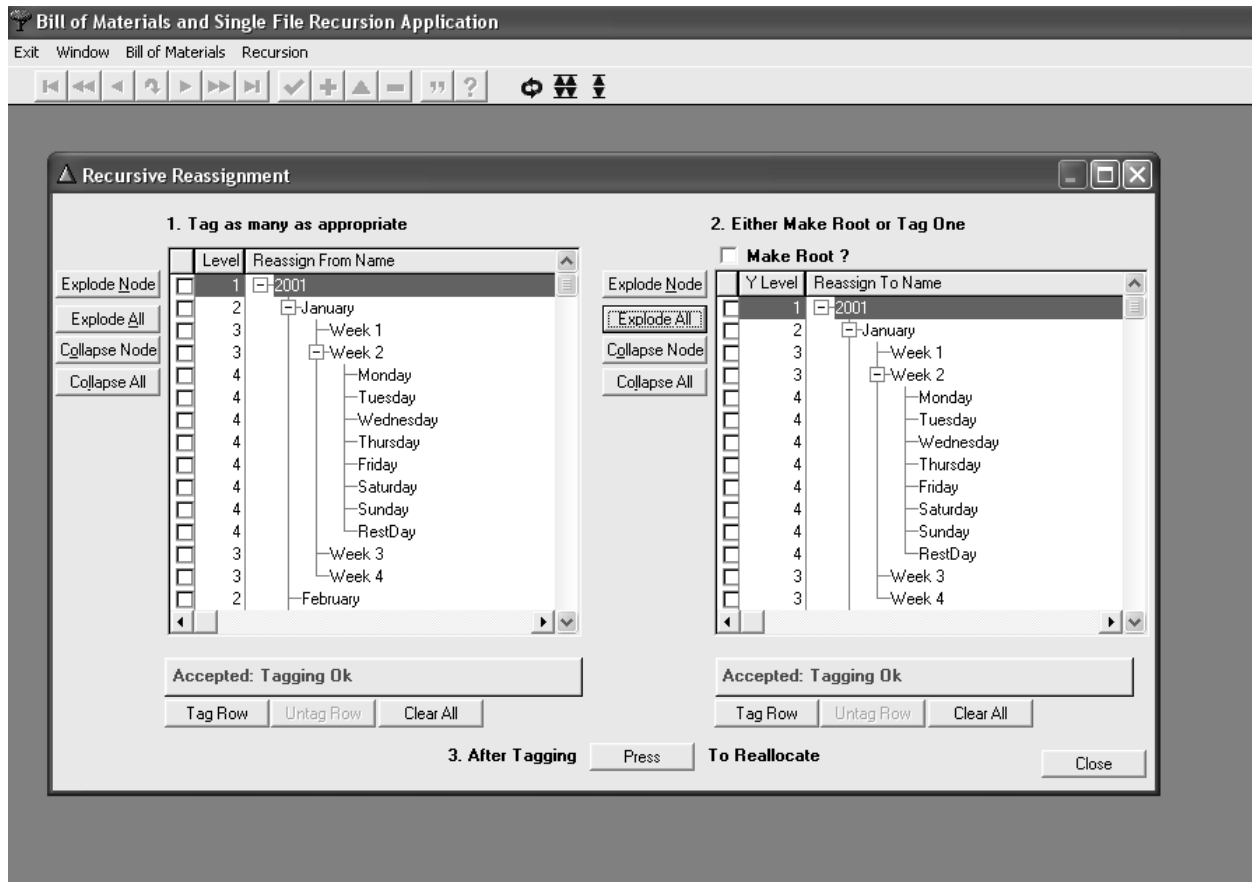 Bill of Materials and Single File Recursion Application
Exit Window Bill of Materials Recursion
Recursive Reassignment
1. Tag as many as appropriate
Explode Node
Explode All
Collapse Node
Collapse All
Level Reassign From Name
1 2001
2 January
3 Week 1
3 Week 2
4 Monday
4 Tuesday
4 Wednesday
4 Thursday
4 Friday
4 Saturday
4 Sunday
4 RestDay
3 Week 3
3 Week 4
2 February
Accepted: Tagging Ok
Tag Row Untag Row Clear All
2. Either Make Root or Tag One
Make Root ?
Explode Node
Explode All
Collapse Node
Collapse All
Y Level Reassign To Name
1 2001
2 January
3 Week 1
3 Week 2
4 Monday
4 Tuesday
4 Wednesday
4 Thursday
4 Friday
4 Saturday
4 Sunday
4 RestDay
3 Week 3
3 Week 4
Accepted: Tagging Ok
Tag Row Untag Row Clear All
3. After Tagging Press To Reallocate
Close